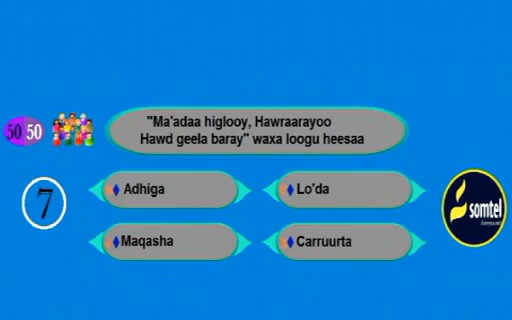 50 50
"Ma'adaa higlooy, Hawraarayoo
Hawd geela baray" waxa loogu heesaa
7
Adhiga
Lo'da
Maqasha
Carruurta
somtel